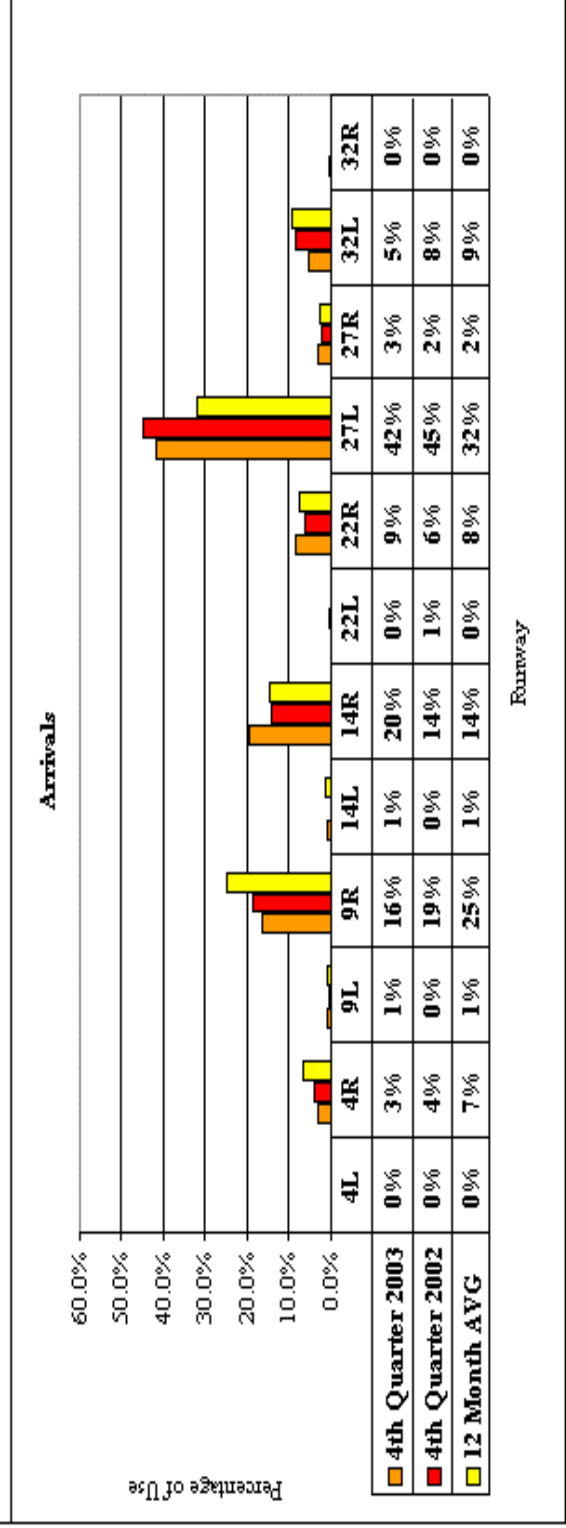 Arrivals
Percentage of Use
60.0%
50.0%
40.0%
30.0%
20.0%
10.0%
0.0%
4L 4R 9L 9R 14L 14R 22L 22R 27L 27R 32L 32R
4th Quarter 2003 0% 3% 1% 16% 1% 20% 0% 9% 42% 3% 5% 0%
4th Quarter 2002 0% 4% 0% 19% 0% 14% 1% 6% 45% 2% 8% 0%
12 Month AVG 0% 7% 1% 25% 1% 14% 0% 8% 32% 2% 9% 0%
Runway